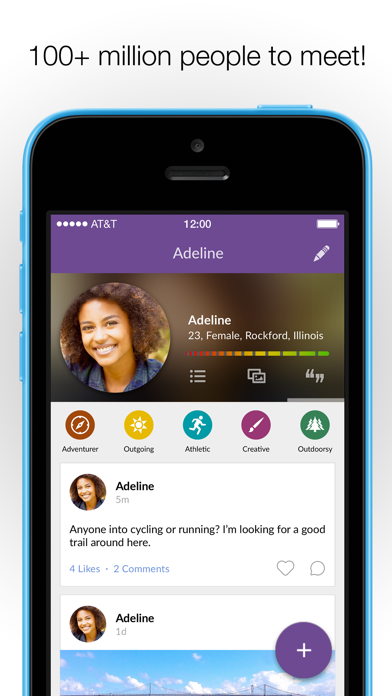 100+ million people to meet!
AT&T 12:00
Adeline
Adeline
23, Female, Rockford, Illinois
Adventurer Outgoing Athletic Creative Outdoorsy
Adeline
5m
Anyone into cycling or running? I'm looking for a good
trail around here.
4 Likes · 2 Comments
Adeline
1d